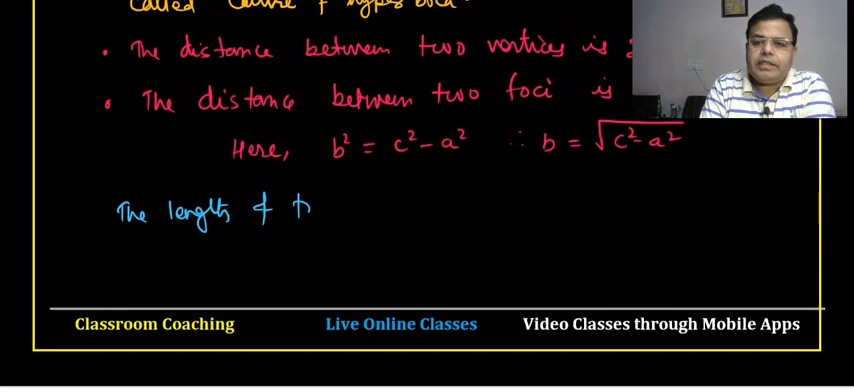 called
• The distance between two vertices is
• The distance between two foci is
Here, b² = c² - a² ∴ b = √c² - a²
The length of
Classroom Coaching Live Online Classes Video Classes through Mobile Apps